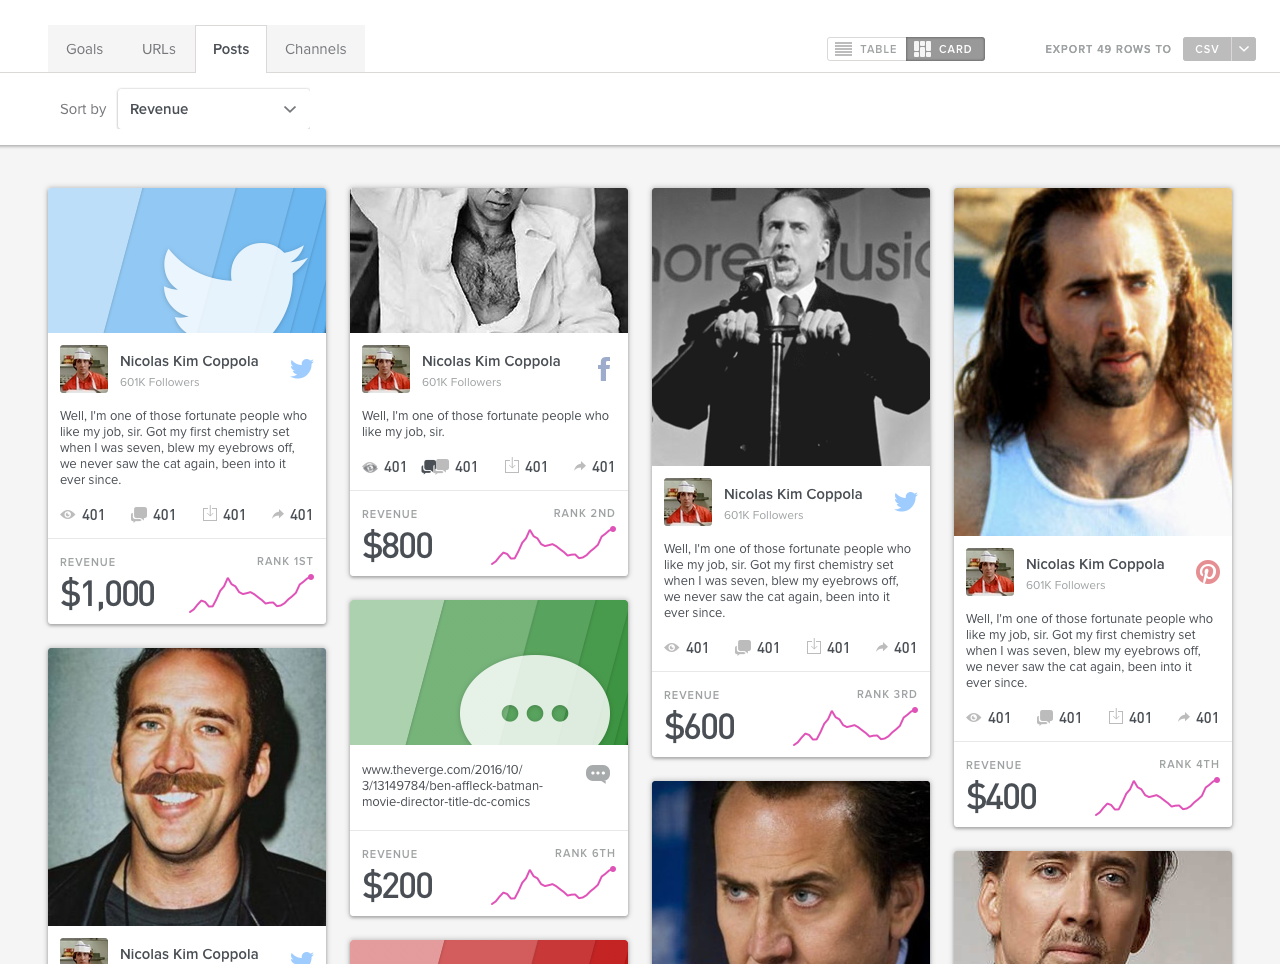 Goals
URLs
Posts
Channels
TABLE
CARD
EXPORT 49 ROWS TO
CSV
Sort by
Revenue
Nicolas Kim Coppola
601K Followers
Well, I'm one of those fortunate people who
like my job, sir. Got my first chemistry set
when I was seven, blew my eyebrows off,
we never saw the cat again, been into it
ever since.
401
401
401
401
REVENUE
RANK 1ST
$1,000
Nicolas Kim Coppola
Nicolas Kim Coppola
601K Followers
Well, I'm one of those fortunate people who
like my job, sir.
401
401
401
401
REVENUE
RANK 2ND
$800
www.theverge.com/2016/10/
3/13149784/ben-affleck-batman-
movie-director-title-dc-comics
REVENUE
RANK 6TH
$200
ore
usic
Nicolas Kim Coppola
601K Followers
Well, I'm one of those fortunate people who
like my job, sir. Got my first chemistry set
when I was seven, blew my eyebrows off,
we never saw the cat again, been into it
ever since.
401
401
401
401
REVENUE
RANK 3RD
$600
Nicolas Kim Coppola
601K Followers
Well, I'm one of those fortunate people who
like my job, sir. Got my first chemistry set
when I was seven, blew my eyebrows off,
we never saw the cat again, been into it
ever since.
401
401
401
401
REVENUE
RANK 4TH
$400